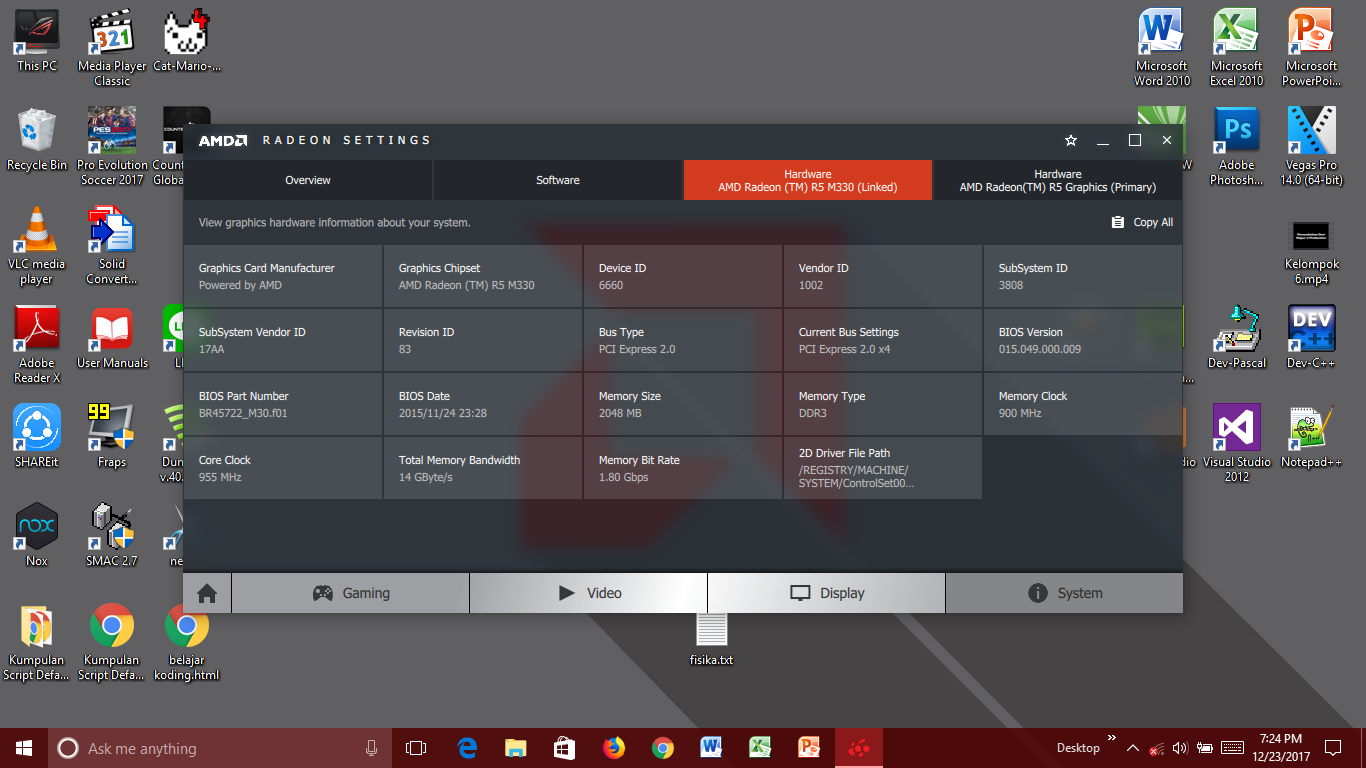 This PC
Media Player
Classic
Cat-Mario-...
Microsoft
Word 2010
Microsoft
Excel 2010
Microsoft
PowerPoi...
Recycle Bin
Pro Evolution
Soccer 2017
Coun
Global
Adobe
Photosh...
Vegas Pro
14.0 (64-bit)
VLC media
player
Solid
Convert...
Kelompok
6.mp4
Adobe
Reader X
User Manuals
Dev-Pascal
Dev-C++
SHAREit
Fraps
Dun
v.40.
Visual Studio
2012
Notepad++
Nox
SMAC 2.7
ne
Kumpulan
Script Defa...
Kumpulan
Script Defa...
belajar
koding.html
fisika.txt
AMD RADEON SETTINGS
Overview
Software
Hardware
AMD Radeon (TM) R5 M330 (Linked)
Hardware
AMD Radeon(TM) R5 Graphics (Primary)
View graphics hardware information about your system.
Copy All
Graphics Card Manufacturer
Powered by AMD
Graphics Chipset
AMD Radeon (TM) R5 M330
Device ID
6660
Vendor ID
1002
SubSystem ID
3808
SubSystem Vendor ID
17AA
Revision ID
83
Bus Type
PCI Express 2.0
Current Bus Settings
PCI Express 2.0 x4
BIOS Version
015.049.000.009
BIOS Part Number
BR45722_M30.f01
BIOS Date
2015/11/24 23:28
Memory Size
2048 MB
Memory Type
DDR3
Memory Clock
900 MHz
Core Clock
955 MHz
Total Memory Bandwidth
14 GByte/s
Memory Bit Rate
1.80 Gbps
2D Driver File Path
/REGISTRY/MACHINE/
SYSTEM/ControlSet00...
Gaming
Video
Display
System
Ask me anything
Desktop
7:24 PM
12/23/2017